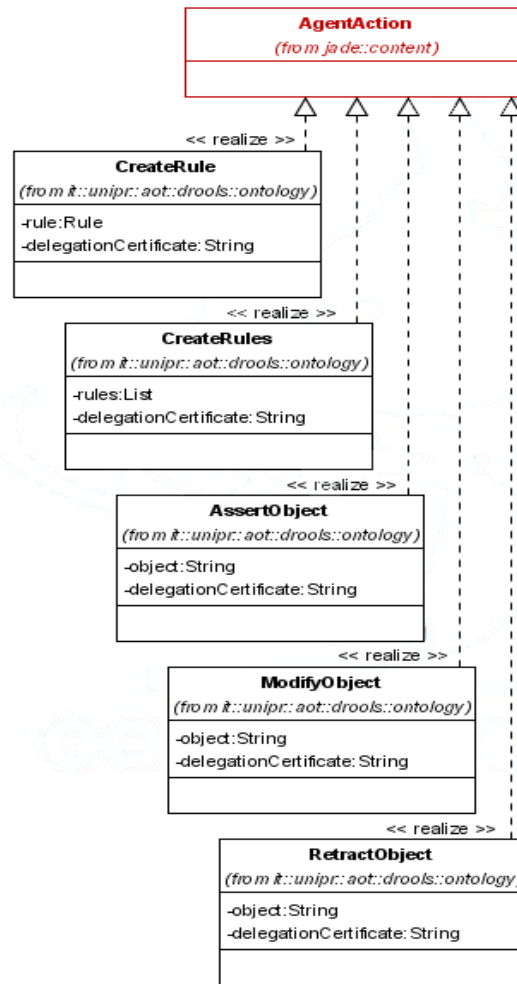 AgentAction
(from jade::content)
<< realize >>
CreateRule
(from it::unipr::aot::drools::ontology)
-rule:Rule
-delegationCertificate:String
<< realize >>
CreateRules
(from it::unipr::aot::drools::ontology)
-rules:List
-delegationCertificate:String
<< realize >>
AssertObject
(from it::unipr::aot::drools::ontology)
-object:String
-delegationCertificate:String
<< realize >>
ModifyObject
(from it::unipr::aot::drools::ontology)
-object:String
-delegationCertificate:String
<< realize >>
RetractObject
(from it::unipr::aot::drools::ontology)
-object:String
-delegationCertificate:String